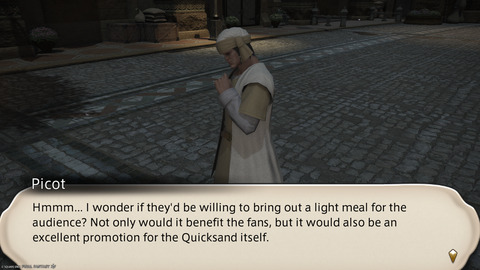 Picot
Hmmm... I wonder if they'd be willing to bring out a light meal for the
audience? Not only would it benefit the fans, but it would also be an
excellent promotion for the Quicksand itself.